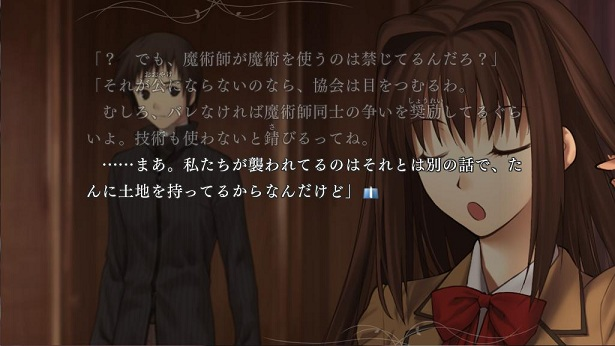 「？　でも、魔術師が魔術を使うのは禁じてるんだろ？」
「それが公にならないのなら、協会は目をつむるわ。
　むしろ、バレなければ魔術師同士の争いを奨励してるぐら
いよ。技術も使わないと錆びるってね。
　……まあ。私たちが襲われてるのはそれとは別の話で、た
んに土地を持ってるからなんだけど」